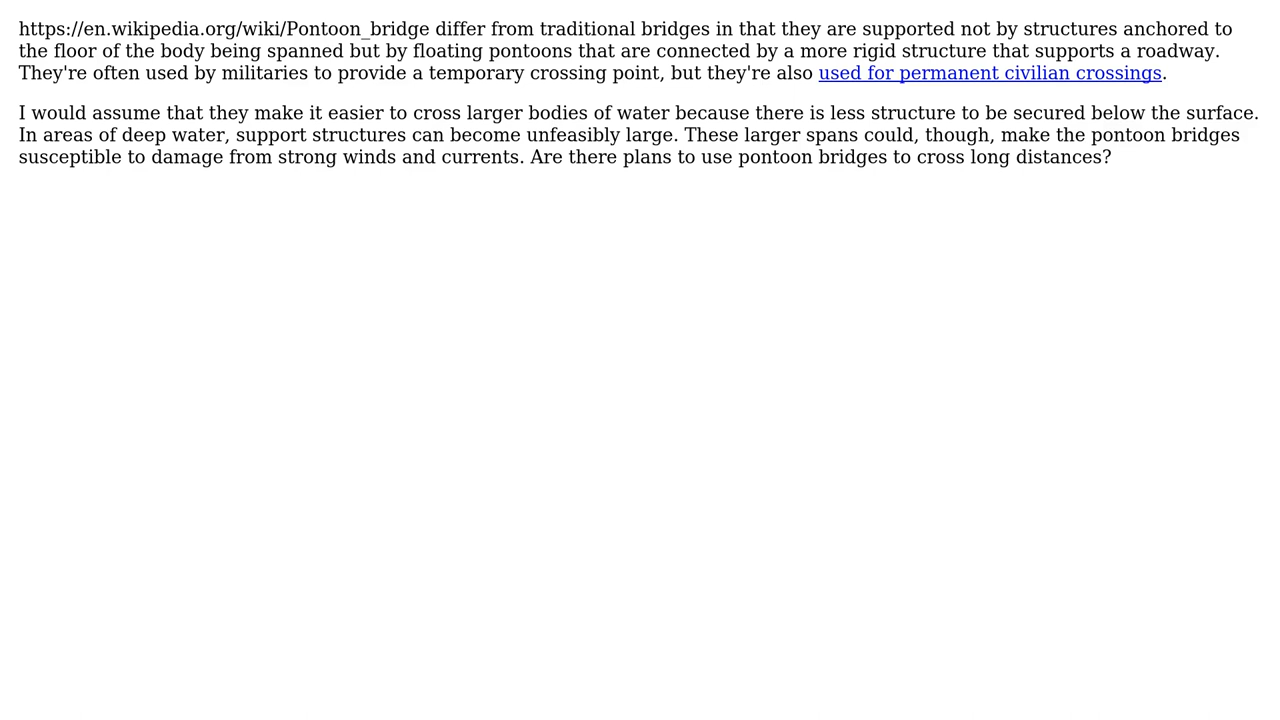 https://en.wikipedia.org/wiki/Pontoon_bridge differ from traditional bridges in that they are supported not by structures anchored to
the floor of the body being spanned but by floating pontoons that are connected by a more rigid structure that supports a roadway.
They're often used by militaries to provide a temporary crossing point, but they're also used for permanent civilian crossings.
I would assume that they make it easier to cross larger bodies of water because there is less structure to be secured below the surface.
In areas of deep water, support structures can become unfeasibly large. These larger spans could, though, make the pontoon bridges
susceptible to damage from strong winds and currents. Are there plans to use pontoon bridges to cross long distances?